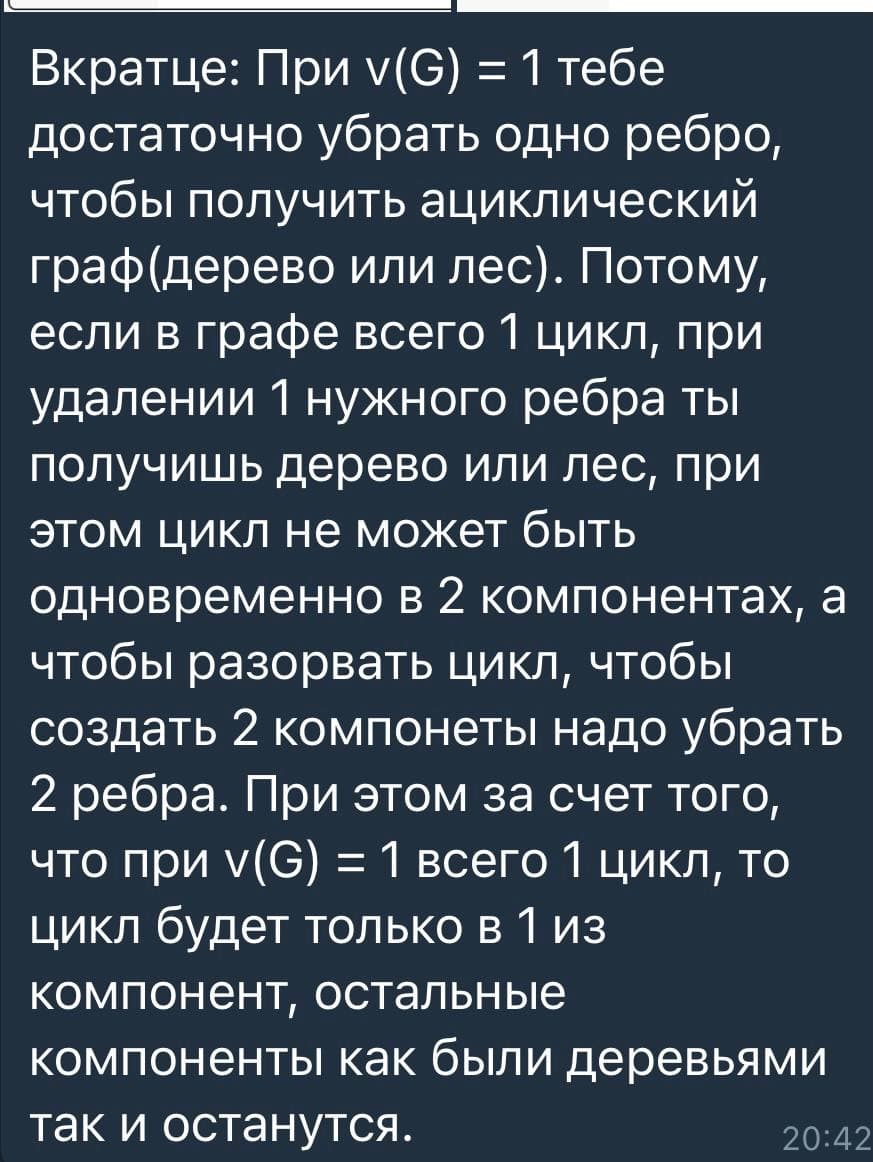 Вкратце: При v(G) = 1 тебе
достаточно убрать одно ребро,
чтобы получить ациклический
граф(дерево или лес). Потому,
если в графе всего 1 цикл, при
удалении 1 нужного ребра ты
получишь дерево или лес, при
этом цикл не может быть
одновременно в 2 компонентах, а
чтобы разорвать цикл, чтобы
создать 2 компонеты надо убрать
2 ребра. При этом за счет того,
что при v(G) = 1 всего 1 цикл, то
цикл будет только в 1 из
компонент, остальные
компоненты как были деревьями
так и останутся.
20:42